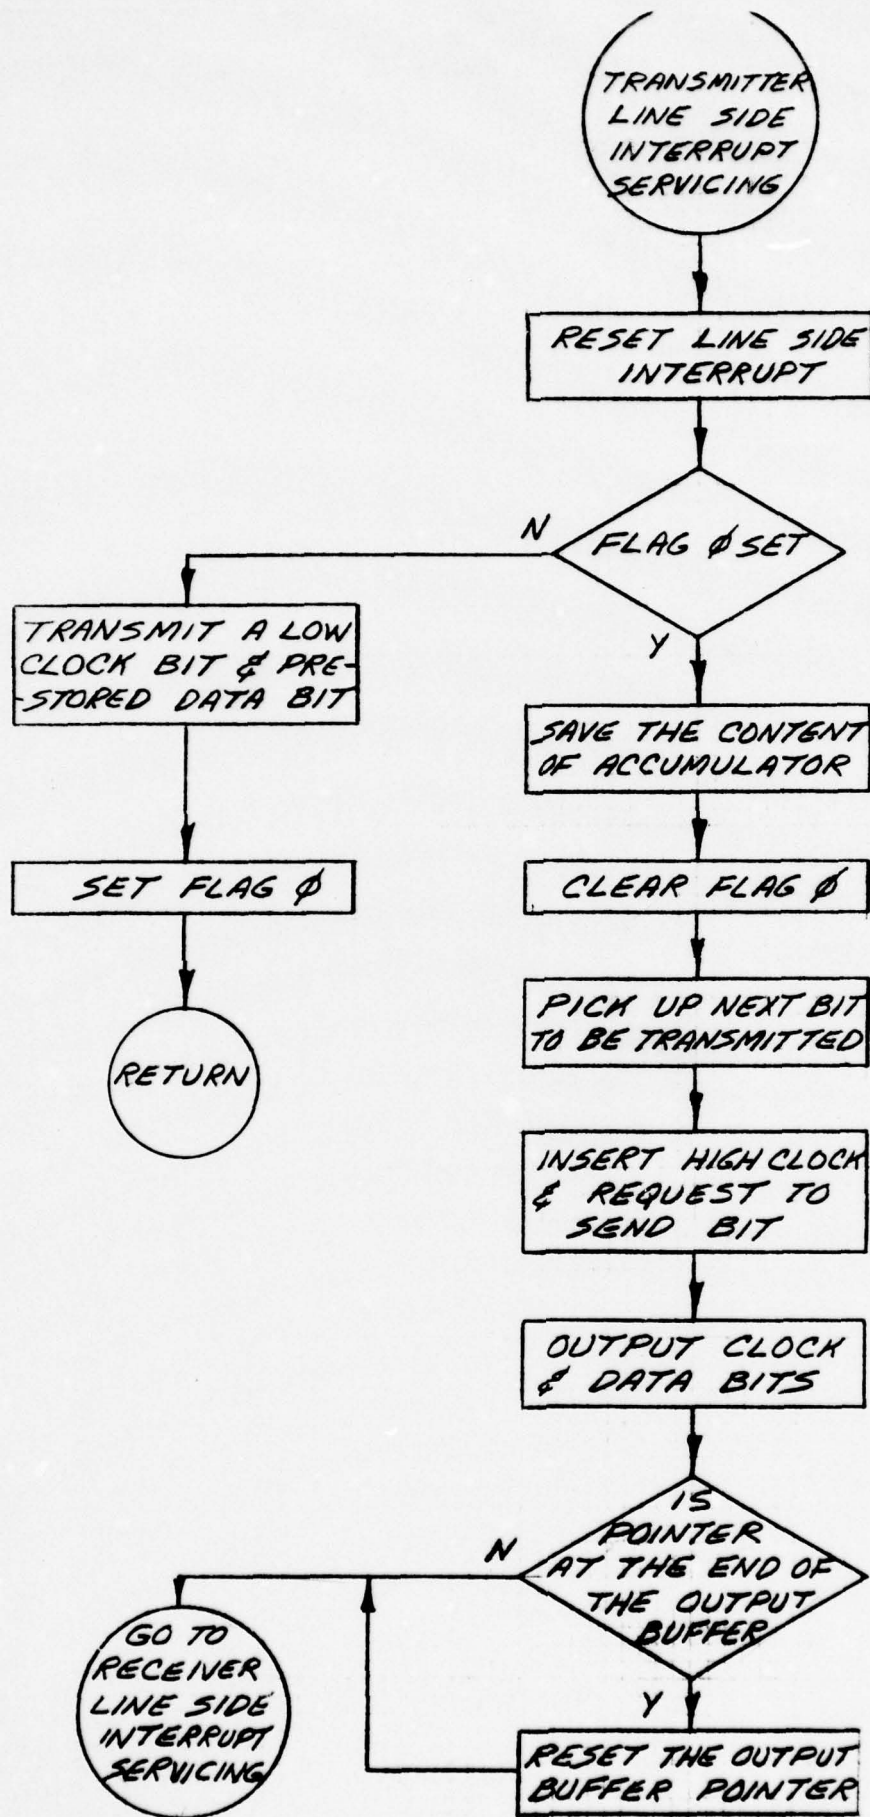 TRANSMITTER
LINE SIDE
INTERRUPT
SERVICING
RESET LINE SIDE
INTERRUPT
FLAG Ø SET
N
Y
TRANSMIT A LOW
CLOCK BIT & PRE-
-STORED DATA BIT
SET FLAG Ø
RETURN
SAVE THE CONTENT
OF ACCUMULATOR
CLEAR FLAG Ø
PICK UP NEXT BIT
TO BE TRANSMITTED
INSERT HIGH CLOCK
& REQUEST TO
SEND BIT
OUTPUT CLOCK
& DATA BITS
IS
POINTER
AT THE END OF
THE OUTPUT
BUFFER
N
Y
GO TO
RECEIVER
LINE SIDE
INTERRUPT
SERVICING
RESET THE OUTPUT
BUFFER POINTER